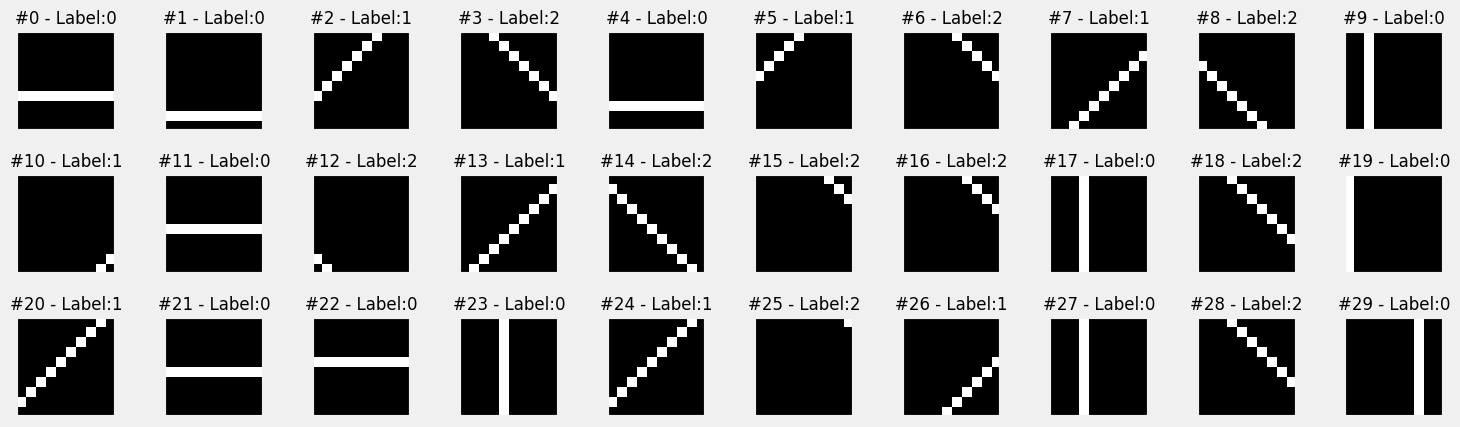 #0 - Label:0 #1 - Label:0 #2 - Label:1 #3 - Label:2 #4 - Label:0 #5 - Label:1 #6 - Label:2 #7 - Label:1 #8 - Label:2 #9 - Label:0
#10 - Label:1 #11 - Label:0 #12 - Label:2 #13 - Label:1 #14 - Label:2 #15 - Label:2 #16 - Label:2 #17 - Label:0 #18 - Label:2 #19 - Label:0
#20 - Label:1 #21 - Label:0 #22 - Label:0 #23 - Label:0 #24 - Label:1 #25 - Label:2 #26 - Label:1 #27 - Label:0 #28 - Label:2 #29 - Label:0